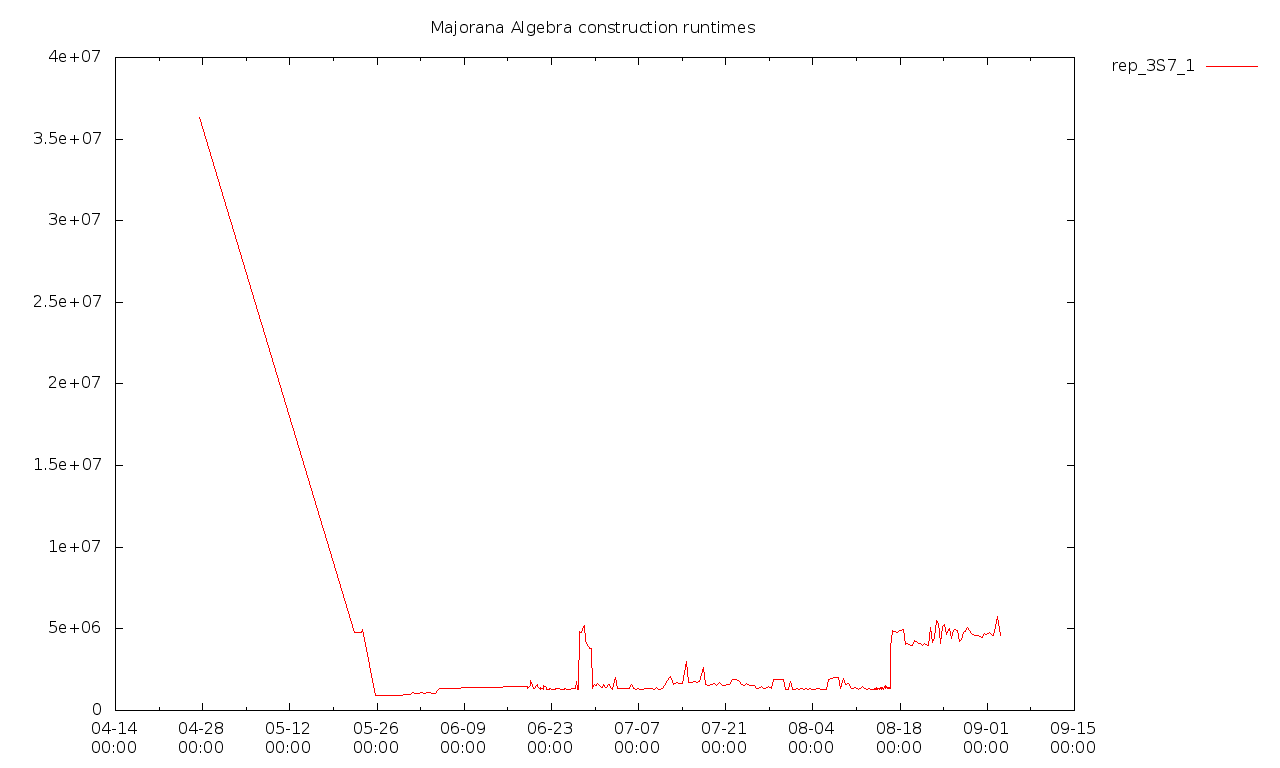 Majorana Algebra construction runtimes
rep_3S7_1
4e+07
3.5e+07
3e+07
2.5e+07
2e+07
1.5e+07
1e+07
5e+06
0
04-14 04-28 05-12 05-26 06-09 06-23 07-07 07-21 08-04 08-18 09-01 09-15
00:00 00:00 00:00 00:00 00:00 00:00 00:00 00:00 00:00 00:00 00:00 00:00